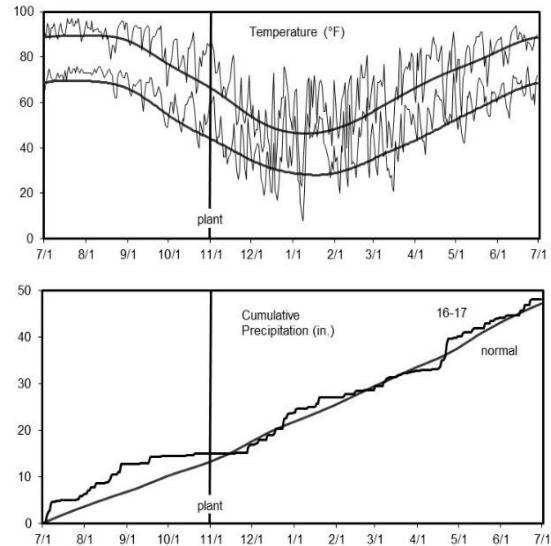 100
Temperature (°F)
80
60
40
20
plant
0
7/1 8/1 9/1 10/1 11/1 12/1 1/1 2/1 3/1 4/1 5/1 6/1 7/1
50
Cumulative
Precipitation (in.)
16-17
40
normal
30
20
10
plant
0
7/1 8/1 9/1 10/1 11/1 12/1 1/1 2/1 3/1 4/1 5/1 6/1 7/1